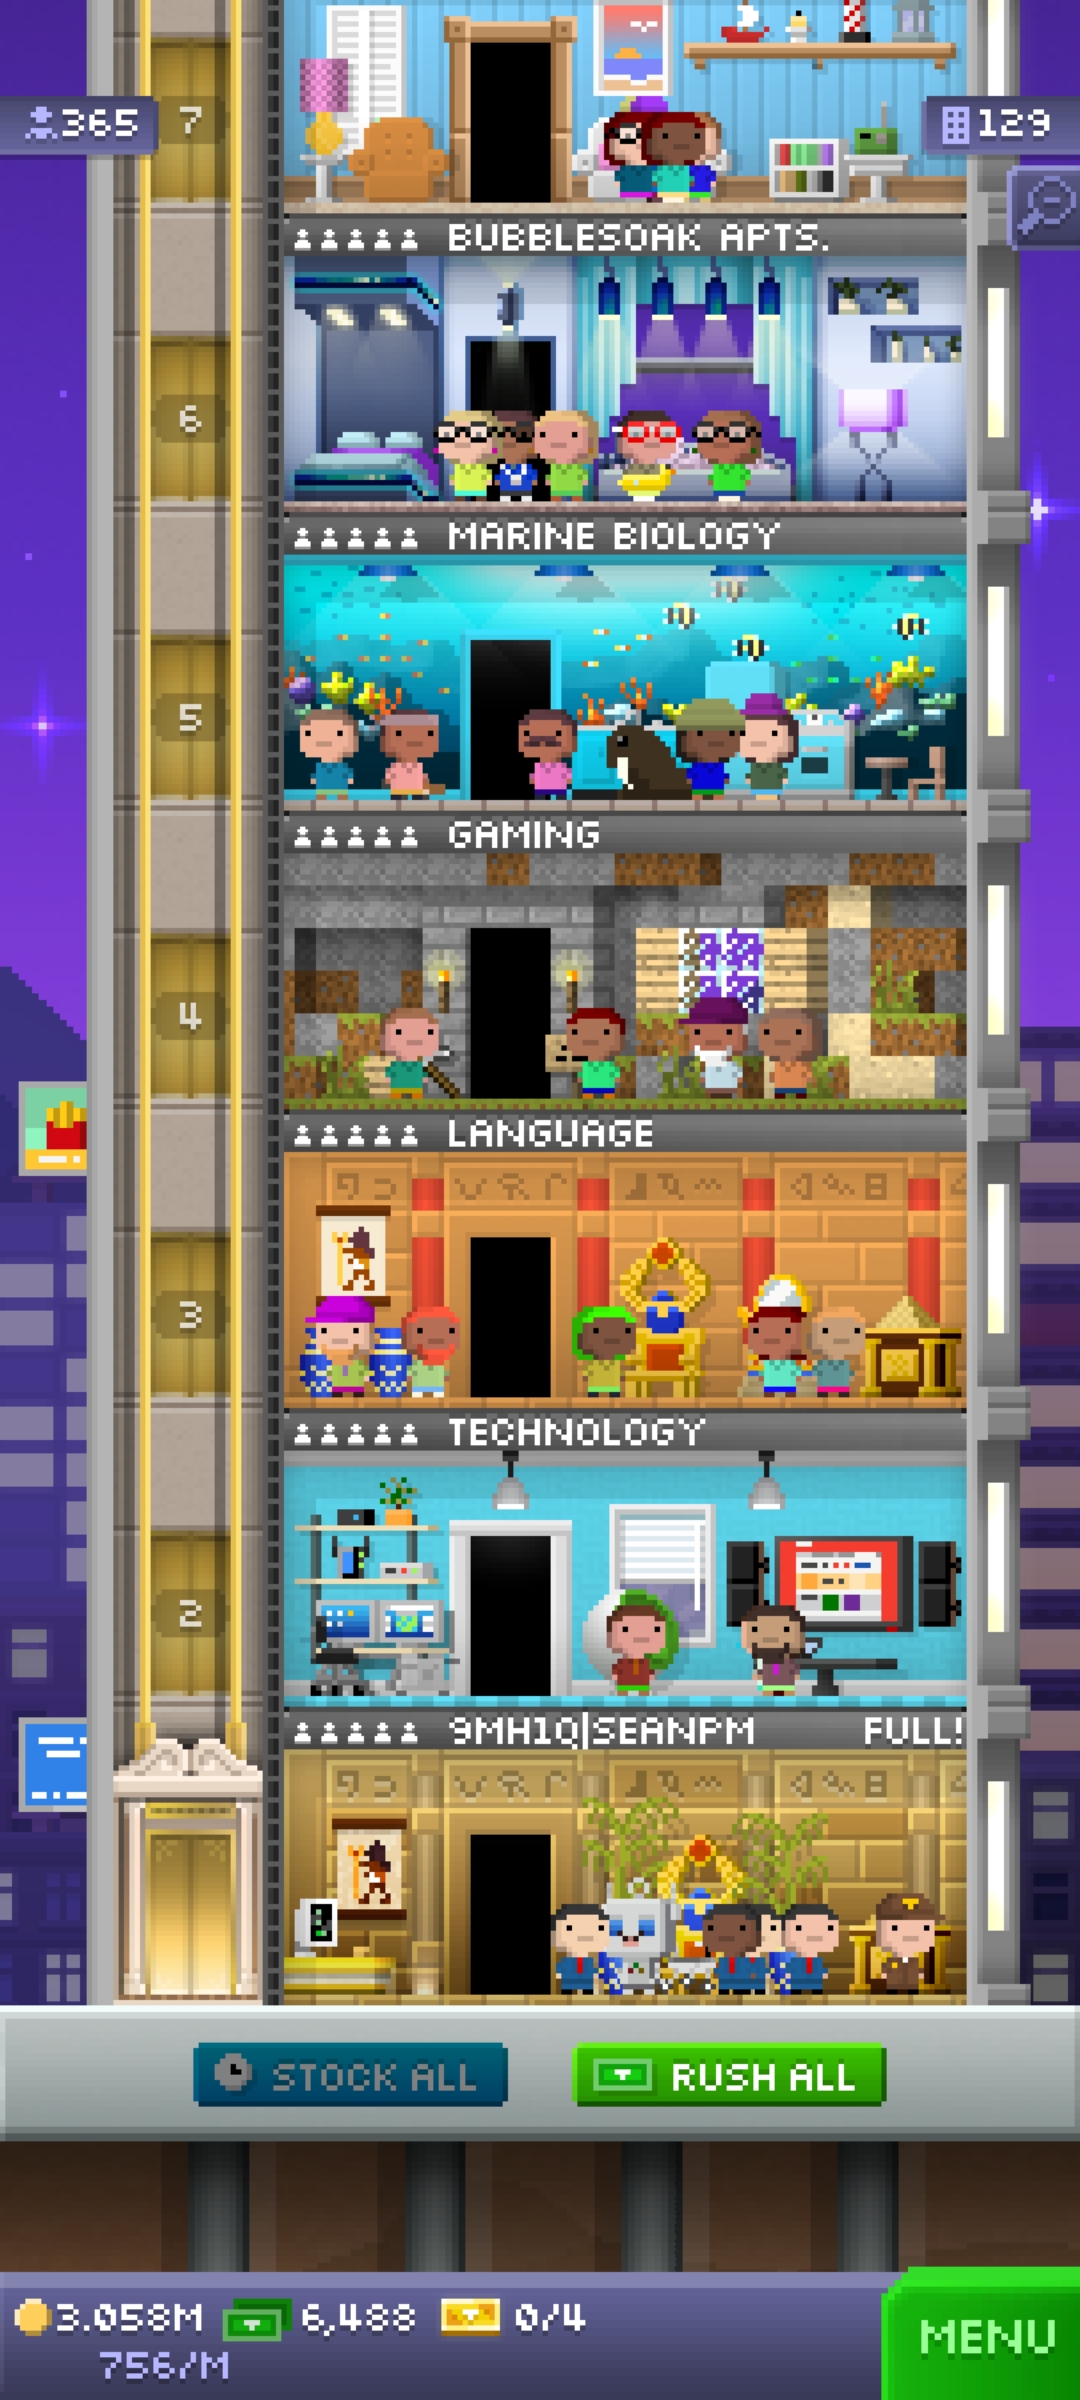 7
365
129
BUBBLESOAK APTS.
6
MARINE BIOLOGY
5
GAMING
4
LANGUAGE
3
TECHNOLOGY
2
9MH1Q|SEANPM FULL!
STOCK ALL
RUSH ALL
3.058M 6,488 0/4
756/M
MENU